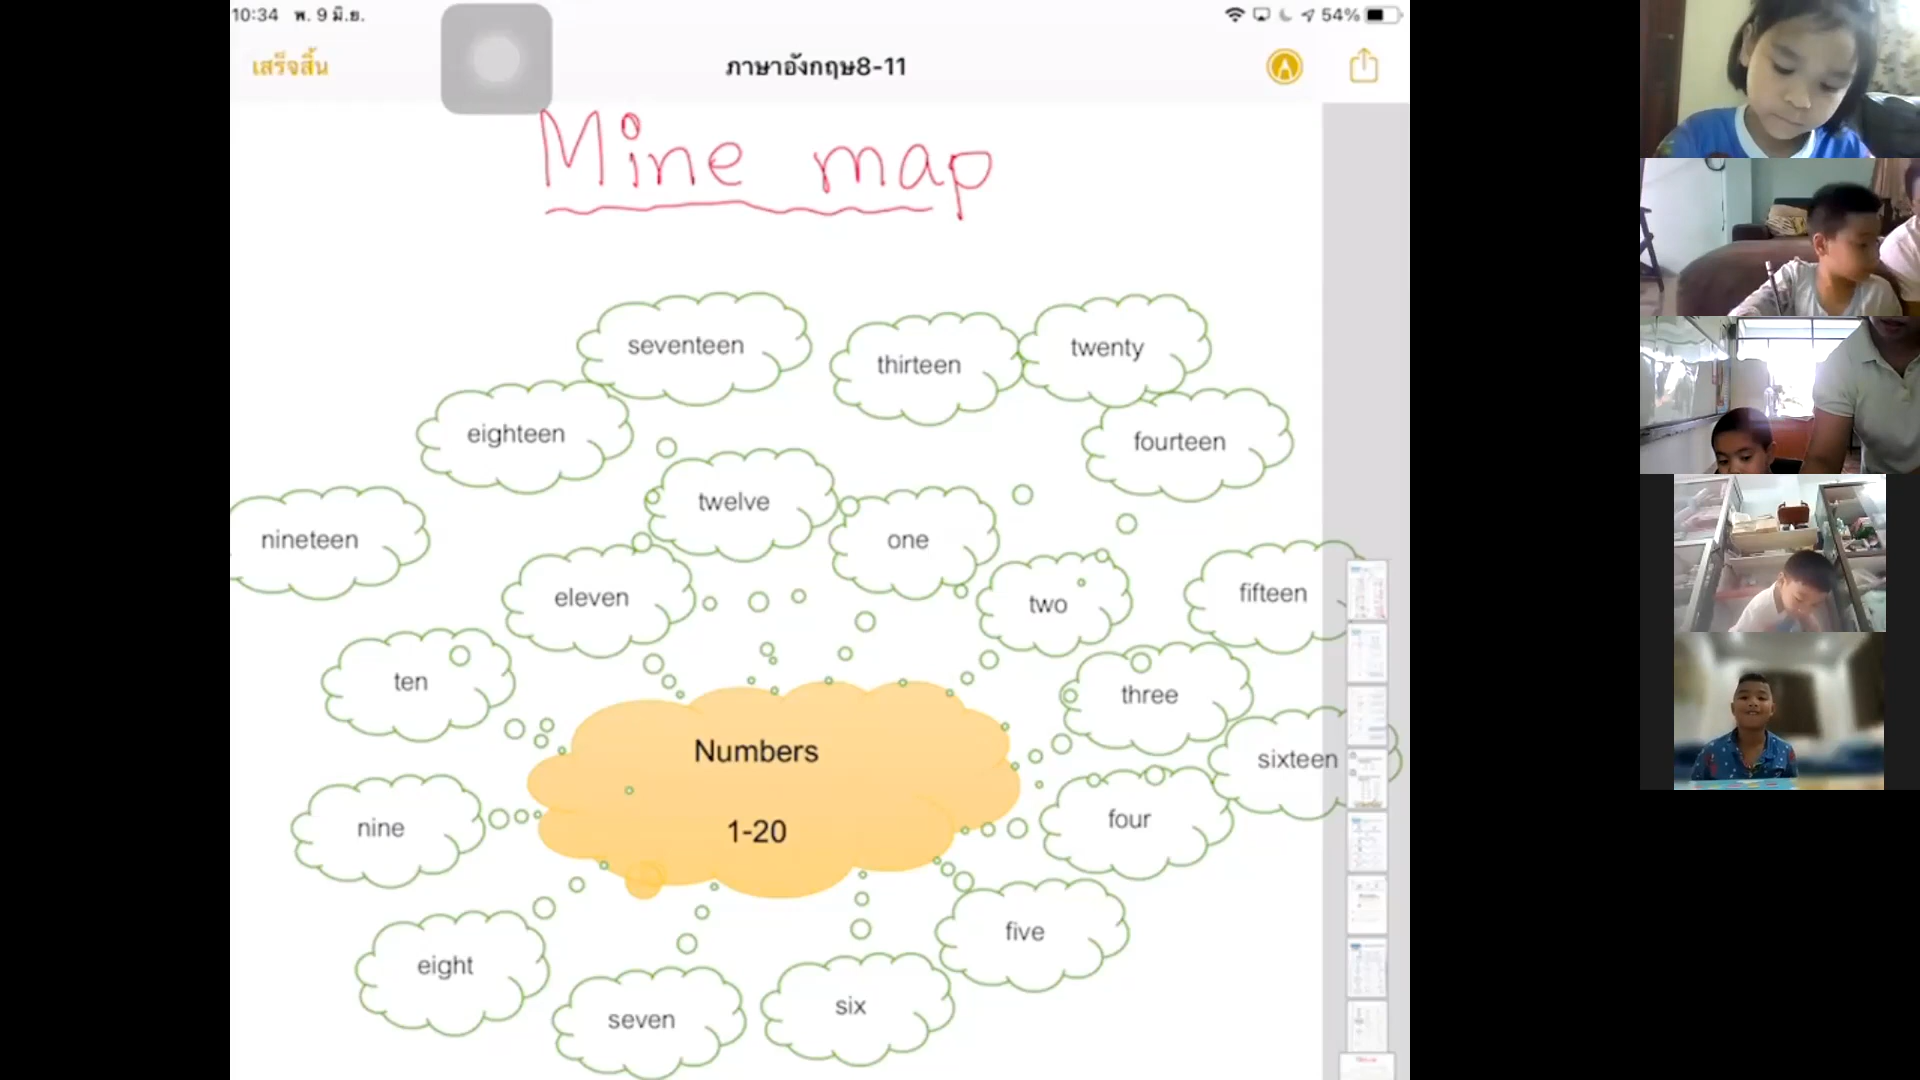 10:34 พ. 9 มิ.ย. 54%
เสร็จสิ้น ภาษาอังกฤษ8-11
Mine map
seventeen
thirteen
twenty
eighteen
fourteen
twelve
nineteen
one
eleven
two
fifteen
ten
three
Numbers
sixteen
1-20
nine
four
five
eight
six
seven